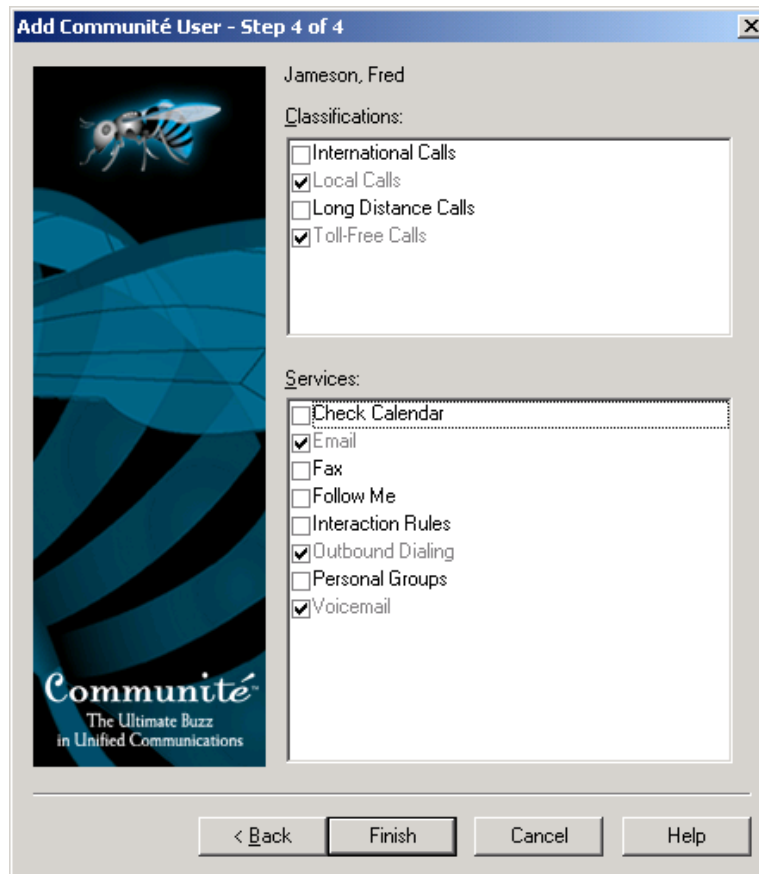 Add Communité User - Step 4 of 4
Jameson, Fred
Classifications:
International Calls
Local Calls
Long Distance Calls
Toll-Free Calls
Services:
Check Calendar
Email
Fax
Follow Me
Interaction Rules
Outbound Dialing
Personal Groups
Voicemail
Communité™
The Ultimate Buzz
in Unified Communications
< Back
Finish
Cancel
Help